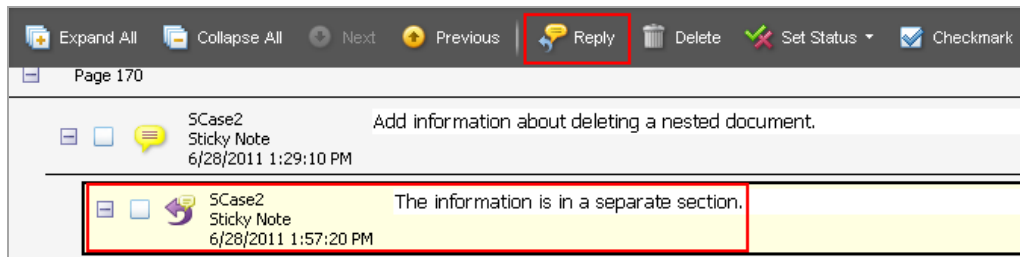 Expand All Collapse All Next Previous Reply Delete Set Status Checkmark
Page 170
SCase2 Add information about deleting a nested document.
Sticky Note
6/28/2011 1:29:10 PM
SCase2 The information is in a separate section.
Sticky Note
6/28/2011 1:57:20 PM